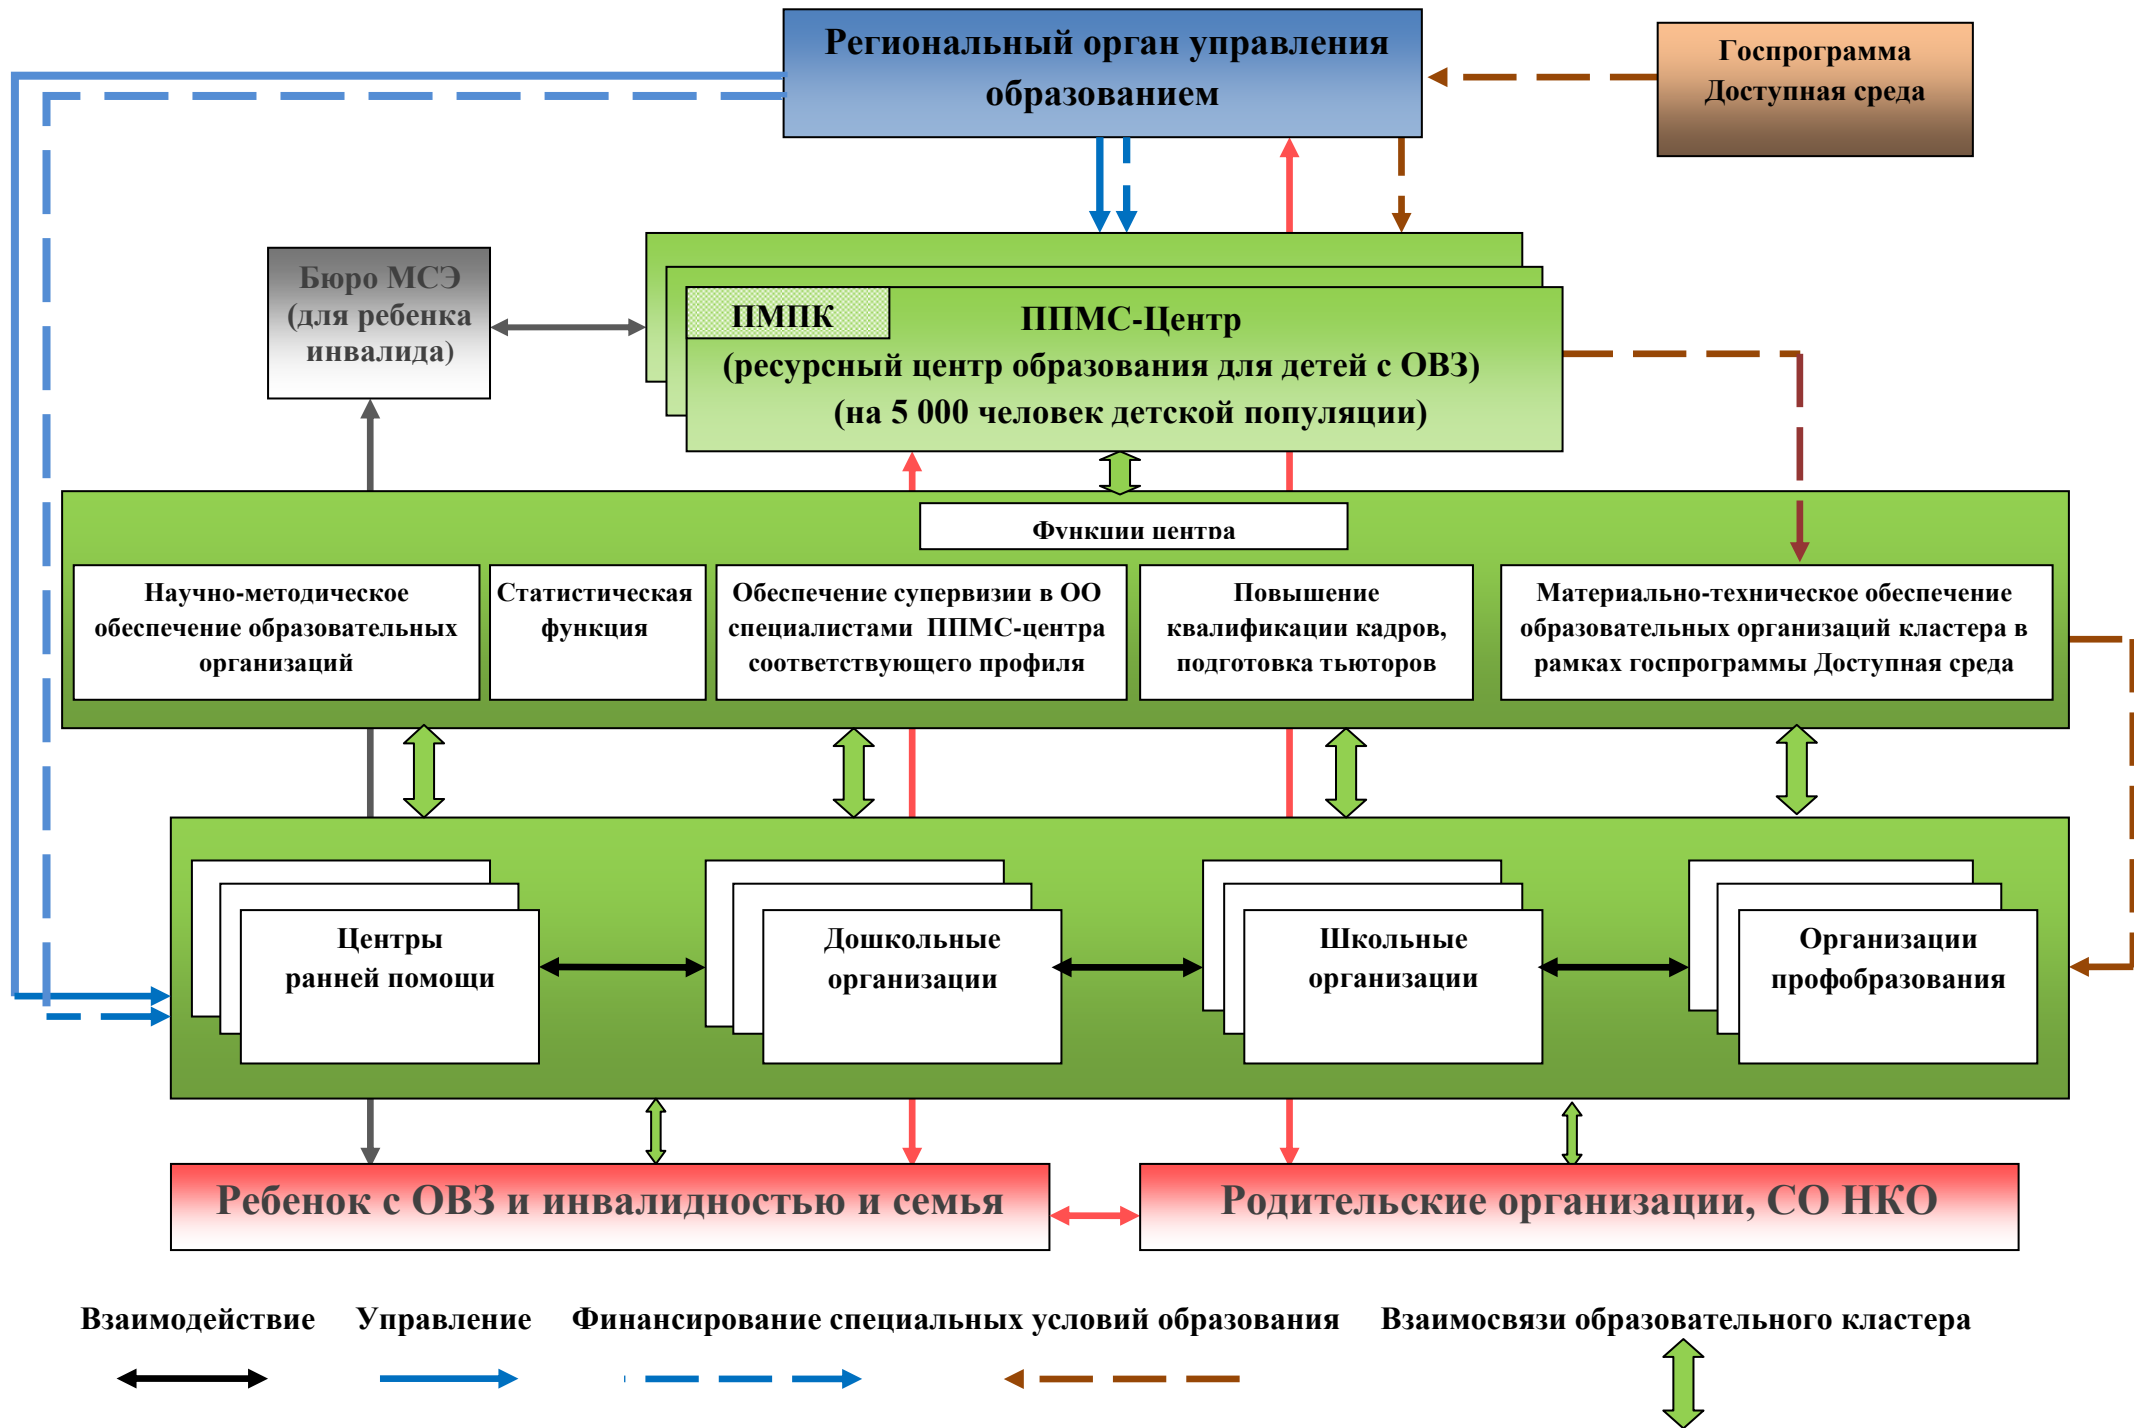 Региональный орган управления
образованием
Госпрограмма
Доступная среда
Бюро МСЭ
(для ребенка
инвалида)
ПМПК
ППМС-Центр
(ресурсный центр образования для детей с ОВЗ)
(на 5 000 человек детской популяции)
Функции центра
Научно-методическое
обеспечение образовательных
организаций
Статистическая
функция
Обеспечение супервизии в ОО
специалистами ППМС-центра
соответствующего профиля
Повышение
квалификации кадров,
подготовка тьюторов
Материально-техническое обеспечение
образовательных организаций кластера в
рамках госпрограммы Доступная среда
Центры
ранней помощи
Дошкольные
организации
Школьные
организации
Организации
профобразования
Ребенок с ОВЗ и инвалидностью и семья
Родительские организации, СО НКО
Взаимодействие
Управление
Финансирование специальных условий образования
Взаимосвязи образовательного кластера